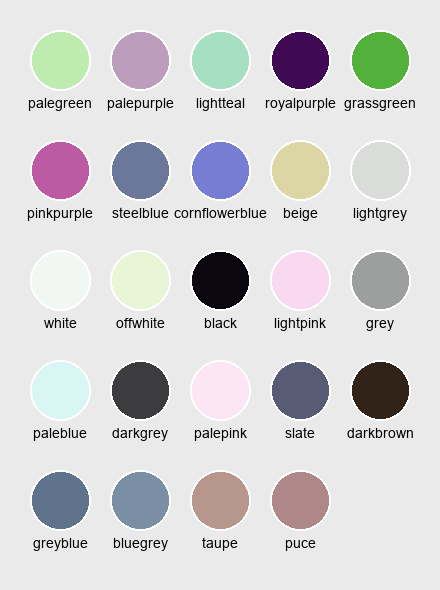 palegreen palepurple lightteal royalpurple grassgreen
pinkpurple steelblue cornflowerblue beige lightgrey
white offwhite black lightpink grey
paleblue darkgrey palepink slate darkbrown
greyblue bluegrey taupe puce